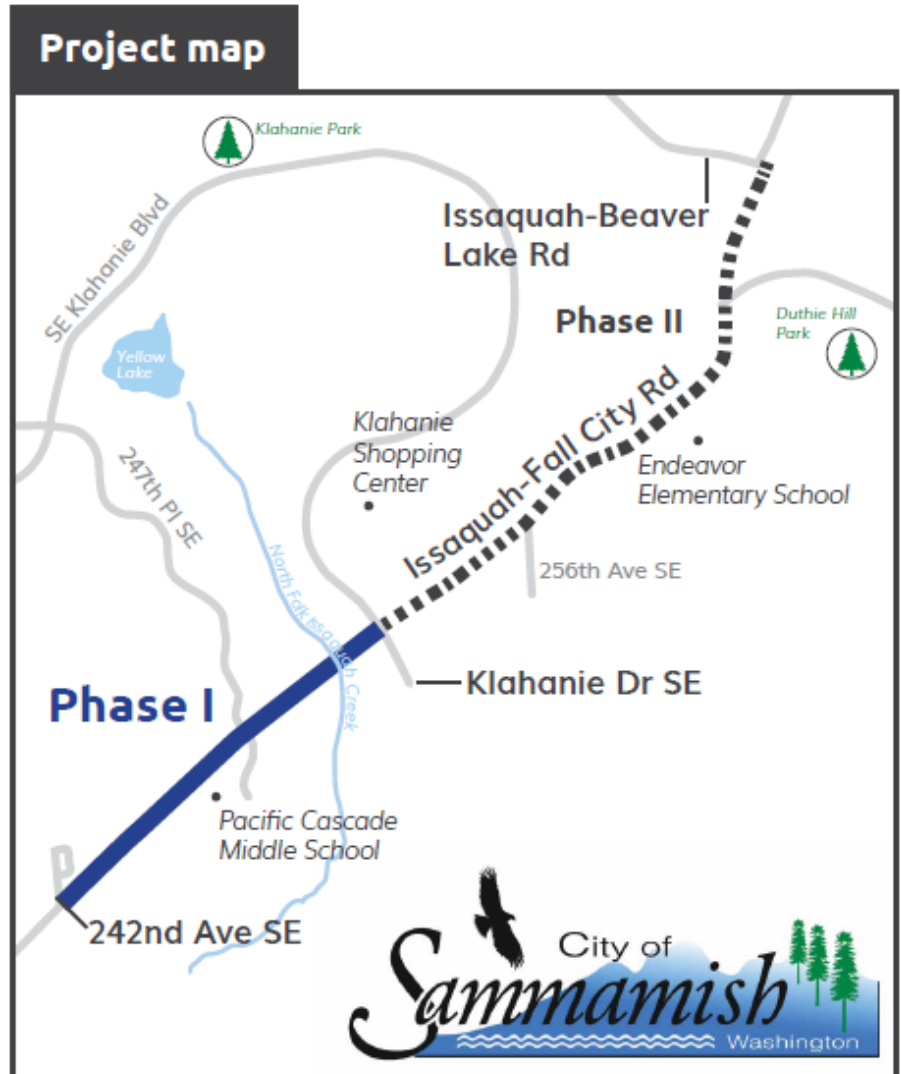 Project map
Klahanie Park
SE Klahanie Blvd
Issaquah-Beaver
Lake Rd
Phase II
Duthie Hill
Park
Yellow
Lake
Klahanie
Shopping
Center
Issaquah-Fall City Rd
Endeavor
Elementary School
247th Pl SE
North Folk Issaquah Creek
256th Ave SE
Klahanie Dr SE
Phase I
Pacific Cascade
Middle School
242nd Ave SE
City of
Sammamish
Washington